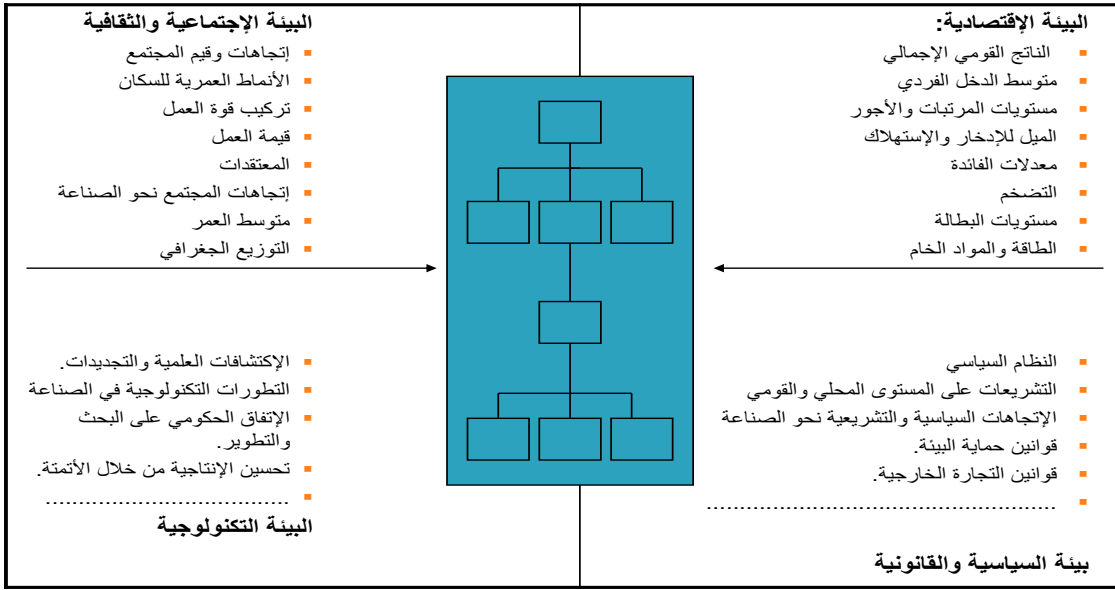 البيئة الإقتصادية:
▪ الناتج القومي الإجمالي
▪ متوسط الدخل الفردي
▪ مستويات المرتبات والأجور
▪ الميل للإدخار والإستهلاك
▪ معدلات الفائدة
▪ التضخم
▪ مستويات البطالة
▪ الطاقة والمواد الخام
البيئة الإجتماعية والثقافية
▪ إتجاهات وقيم المجتمع
▪ الأنماط العمرية للسكان
▪ تركيب قوة العمل
▪ قيمة العمل
▪ المعتقدات
▪ إتجاهات المجتمع نحو الصناعة
▪ متوسط العمر
▪ التوزيع الجغرافي
▪ النظام السياسي
▪ التشريعات على المستوى المحلي والقومي
▪ الإتجاهات السياسية والتشريعية نحو الصناعة
▪ قوانين حماية البيئة.
▪ قوانين التجارة الخارجية.
▪ ....................................................
بيئة السياسية والقانونية
▪ الإكتشافات العلمية والتجديدات.
▪ التطورات التكنولوجية في الصناعة
▪ الإتفاق الحكومي على البحث
والتطوير.
▪ تحسين الإنتاجية من خلال الأتمتة.
▪ ....................................
البيئة التكنولوجية